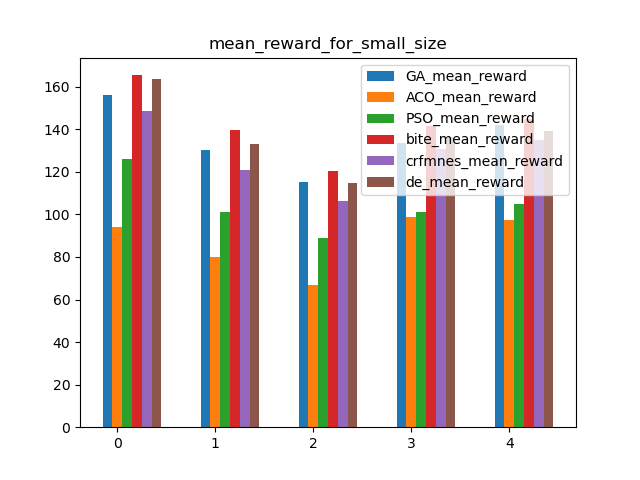 mean_reward_for_small_size
GA_mean_reward
ACO_mean_reward
PSO_mean_reward
bite_mean_reward
crfmnes_mean_reward
de_mean_reward
160
140
120
100
80
60
40
20
0
0 1 2 3 4